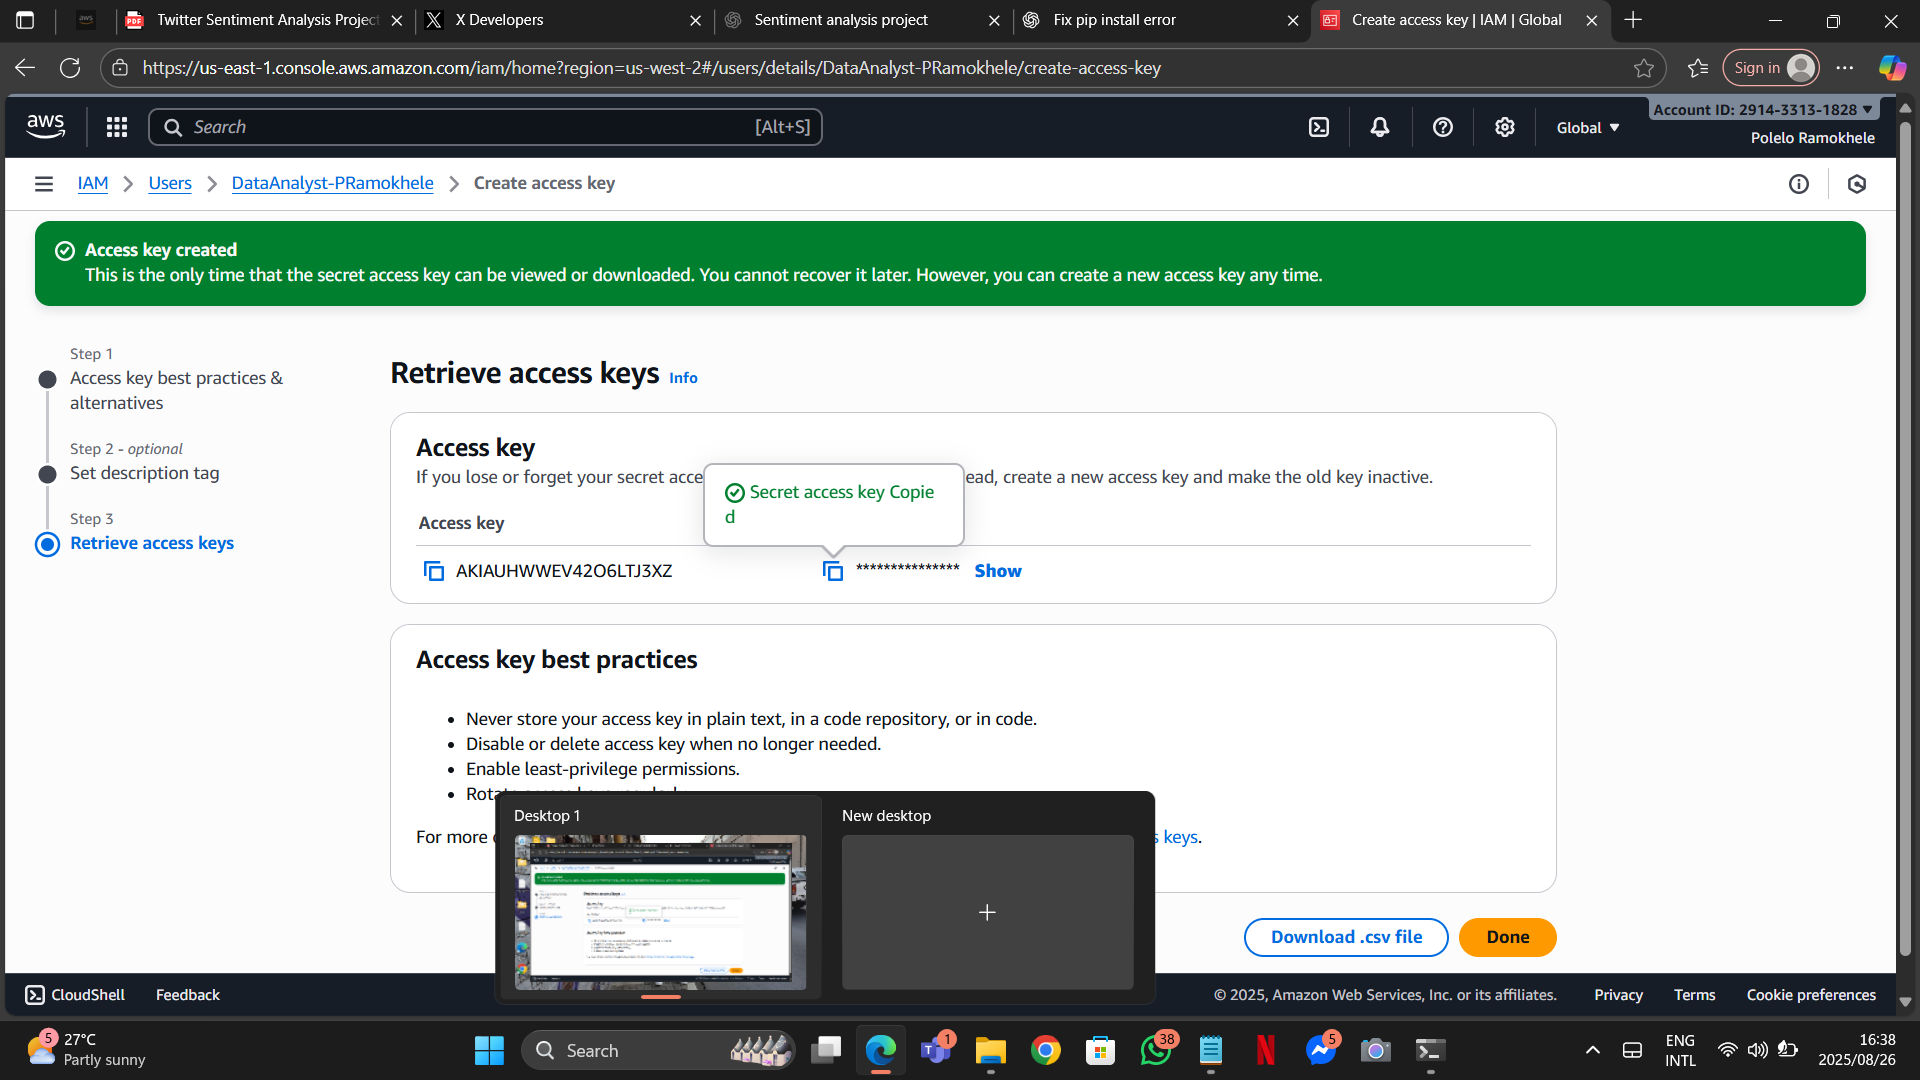 Twitter Sentiment Analysis Project
X Developers
Sentiment analysis project
Fix pip install error
Create access key | IAM | Global
https://us-east-1.console.aws.amazon.com/iam/home?region=us-west-2#/users/details/DataAnalyst-PRamokhele/create-access-key
Sign in
aws
Search
[Alt+S]
Global
Account ID: 2914-3313-1828
Polelo Ramokhele
IAM
Users
DataAnalyst-PRamokhele
Create access key
Access key created
This is the only time that the secret access key can be viewed or downloaded. You cannot recover it later. However, you can create a new access key any time.
Step 1
Access key best practices &
alternatives
Step 2 - optional
Set description tag
Step 3
Retrieve access keys
Retrieve access keys Info
Access key
If you lose or forget your secret acce
ead, create a new access key and make the old key inactive.
Secret access key Copie
d
Access key
AKIAUHWWEV42O6LTJ3XZ
*************** Show
Access key best practices
Never store your access key in plain text, in a code repository, or in code.
Disable or delete access key when no longer needed.
Enable least-privilege permissions.
For more
keys.
Desktop 1
New desktop
Download .csv file
Done
CloudShell
Feedback
© 2025, Amazon Web Services, Inc. or its affiliates.
Privacy
Terms
Cookie preferences
5
27°C
Partly sunny
Search
1
38
5
ENG
INTL
16:38
2025/08/26